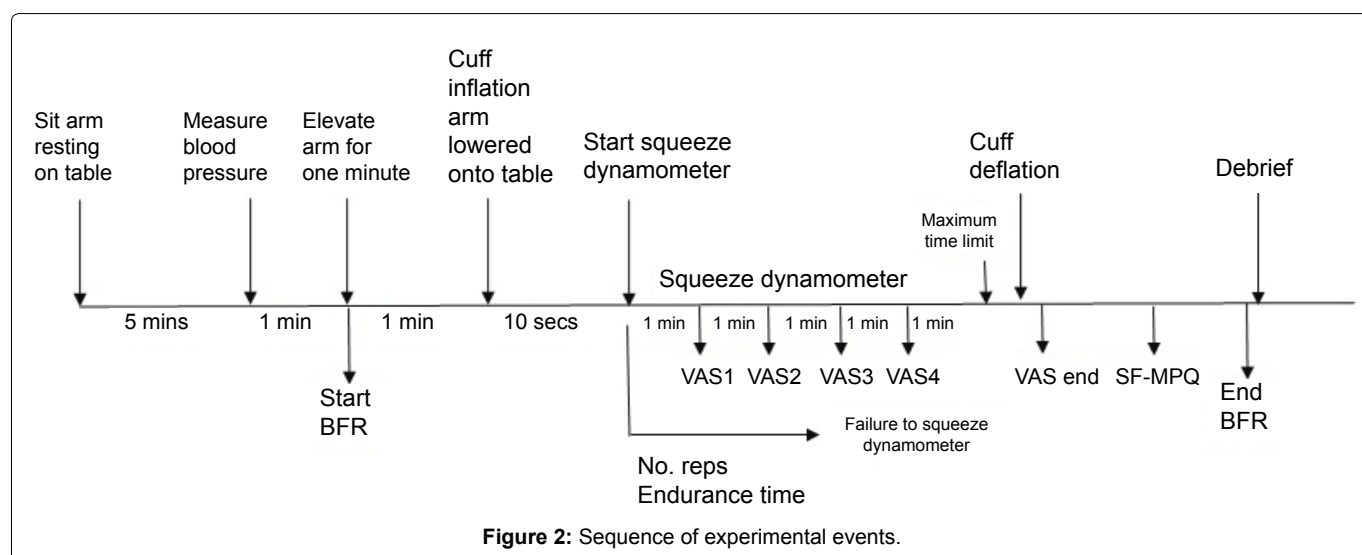 Sit arm
resting
on table
Measure
blood
pressure
Elevate
arm for
one minute
Cuff
inflation
arm
lowered
onto table
Start squeeze
dynamometer
Maximum
time limit
Cuff
deflation
Debrief
Squeeze dynamometer
5 mins
1 min
1 min
10 secs
1 min
1 min
1 min
1 min
1 min
Start
BFR
VAS1
VAS2
VAS3
VAS4
VAS end
SF-MPQ
End
BFR
Failure to squeeze
dynamometer
No. reps
Endurance time
Figure 2: Sequence of experimental events.